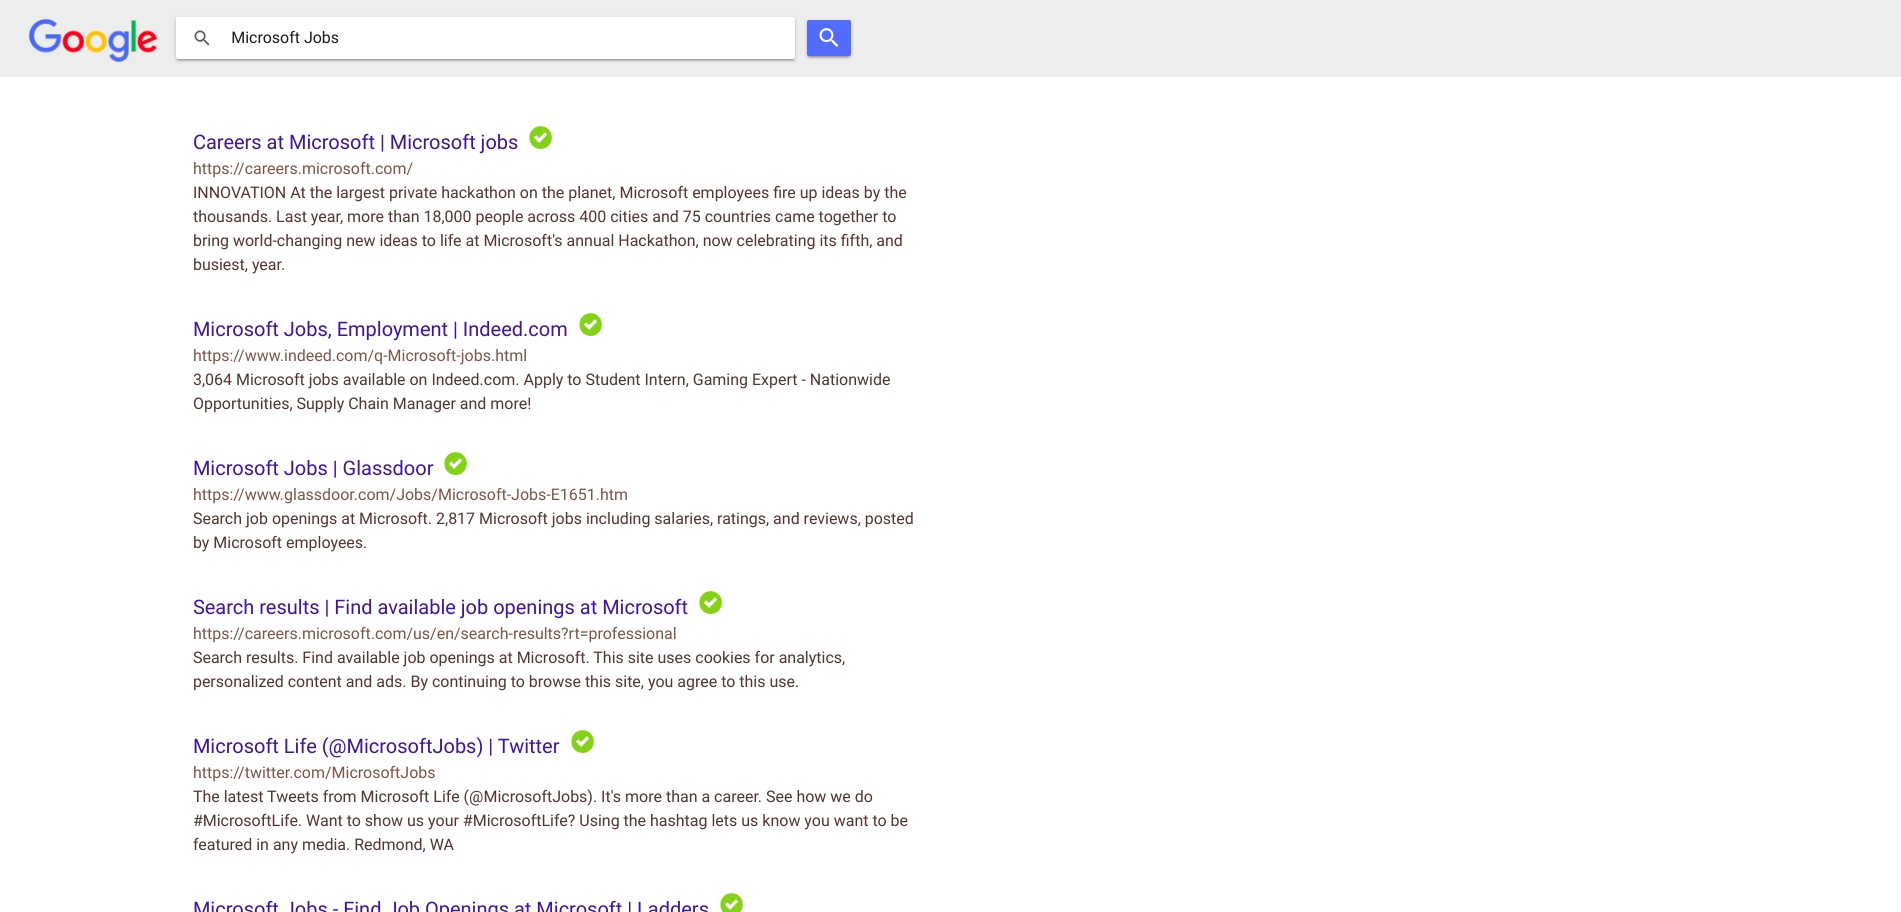 Google
Microsoft Jobs
Careers at Microsoft | Microsoft jobs
https://careers.microsoft.com/
INNOVATION At the largest private hackathon on the planet, Microsoft employees fire up ideas by the
thousands. Last year, more than 18,000 people across 400 cities and 75 countries came together to
bring world-changing new ideas to life at Microsoft's annual Hackathon, now celebrating its fifth, and
busiest, year.
Microsoft Jobs, Employment | Indeed.com
https://www.indeed.com/q-Microsoft-jobs.html
3,064 Microsoft jobs available on Indeed.com. Apply to Student Intern, Gaming Expert - Nationwide
Opportunities, Supply Chain Manager and more!
Microsoft Jobs | Glassdoor
https://www.glassdoor.com/Jobs/Microsoft-Jobs-E1651.htm
Search job openings at Microsoft. 2,817 Microsoft jobs including salaries, ratings, and reviews, posted
by Microsoft employees.
Search results | Find available job openings at Microsoft
https://careers.microsoft.com/us/en/search-results?rt=professional
Search results. Find available job openings at Microsoft. This site uses cookies for analytics,
personalized content and ads. By continuing to browse this site, you agree to this use.
Microsoft Life (@MicrosoftJobs) | Twitter
https://twitter.com/MicrosoftJobs
The latest Tweets from Microsoft Life (@MicrosoftJobs). It's more than a career. See how we do
#MicrosoftLife. Want to show us your #MicrosoftLife? Using the hashtag lets us know you want to be
featured in any media. Redmond, WA
Microsoft Jobs - Find Job Openings at Microsoft | Ladders